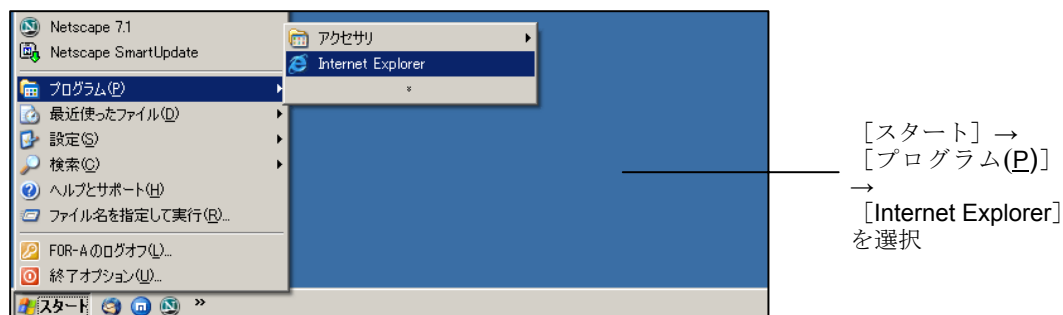 Netscape 7.1
Netscape SmartUpdate
プログラム(P)
最近使ったファイル(D)
設定(S)
検索(C)
ヘルプとサポート(H)
ファイル名を指定して実行(R)...
FOR-Aのログオフ(L)...
終了オプション(U)...
スタート
»
アクセサリ
Internet Explorer
［スタート］→
［プログラム(P)］
→
［Internet Explorer］
を選択